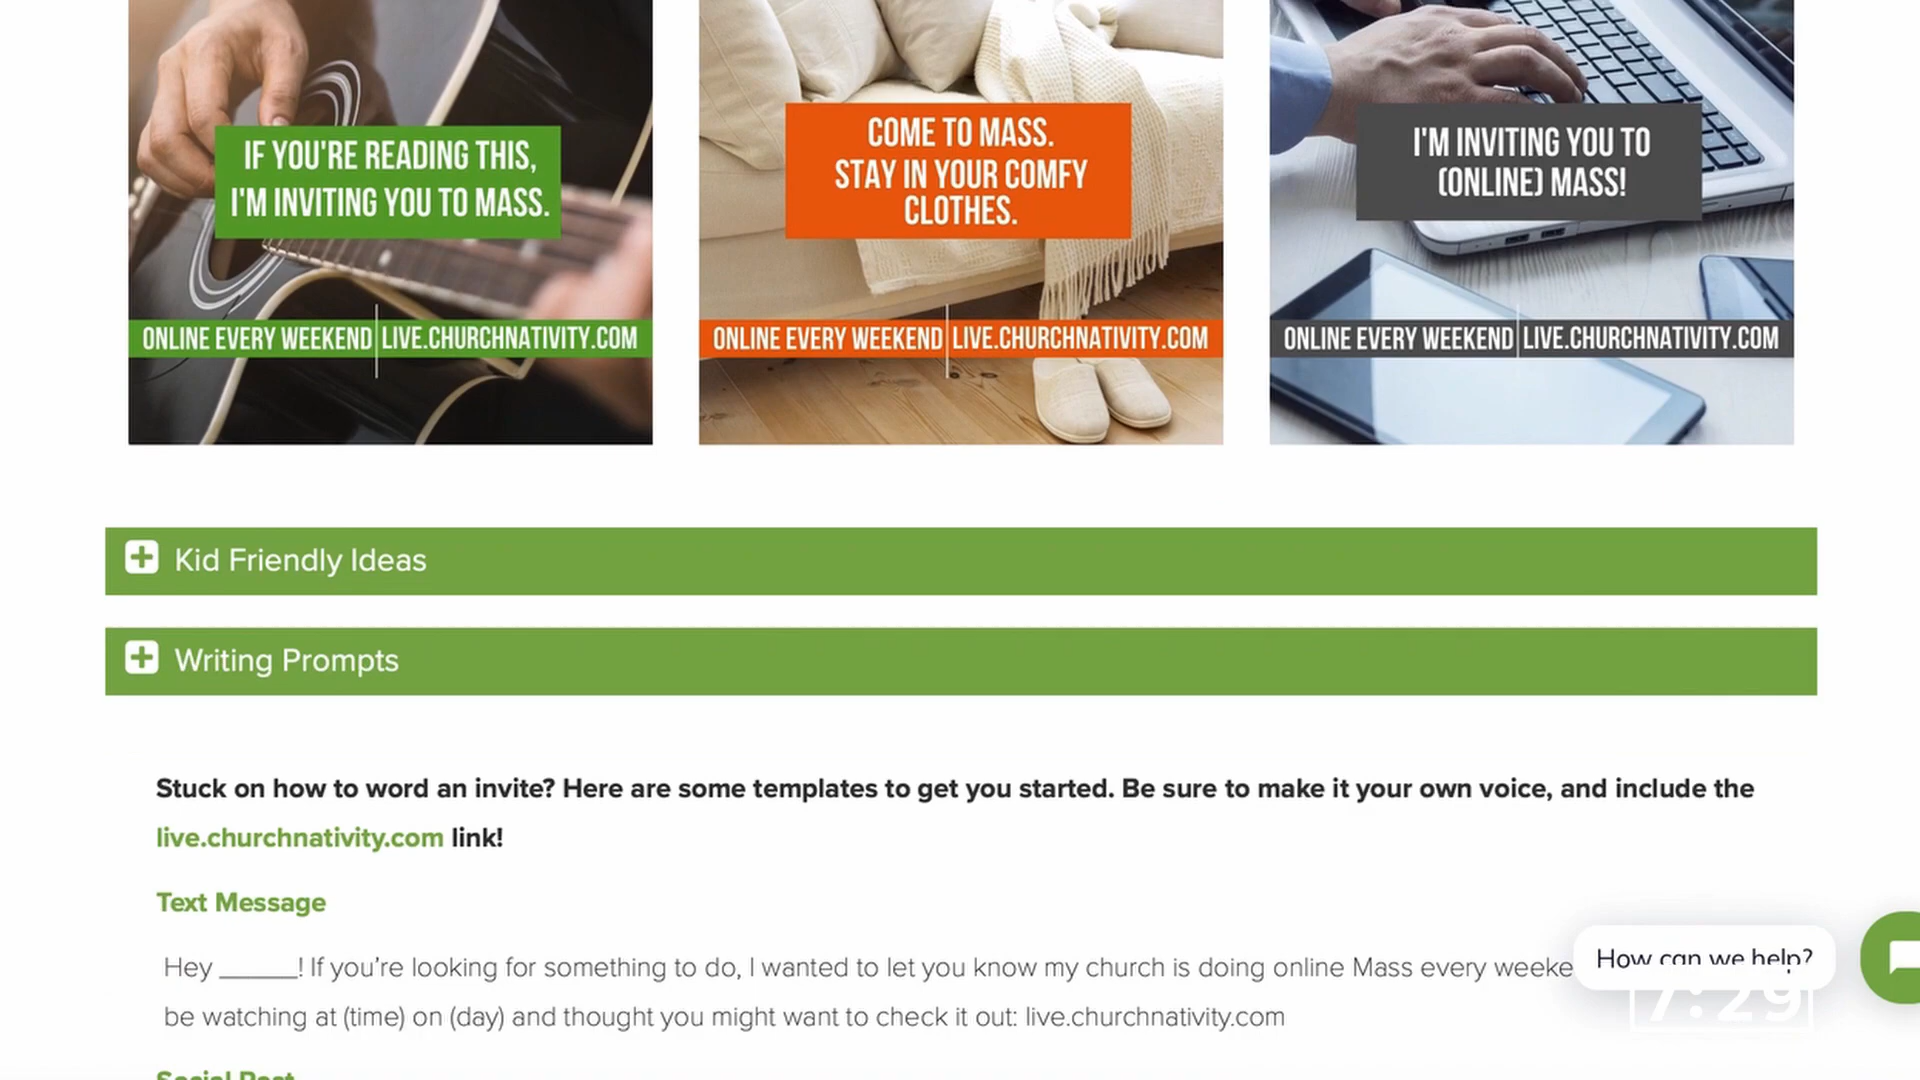 IF YOU'RE READING THIS,
I'M INVITING YOU TO MASS.
ONLINE EVERY WEEKEND | LIVE.CHURCHNATIVITY.COM
COME TO MASS.
STAY IN YOUR COMFY
CLOTHES.
ONLINE EVERY WEEKEND | LIVE.CHURCHNATIVITY.COM
I'M INVITING YOU TO
(ONLINE) MASS!
ONLINE EVERY WEEKEND | LIVE.CHURCHNATIVITY.COM
Kid Friendly Ideas
Writing Prompts
Stuck on how to word an invite? Here are some templates to get you started. Be sure to make it your own voice, and include the
live.churchnativity.com link!
Text Message
Hey ______! If you’re looking for something to do, I wanted to let you know my church is doing online Mass every weeke
be watching at (time) on (day) and thought you might want to check it out: live.churchnativity.com
How can we help?
7:29
Social Post